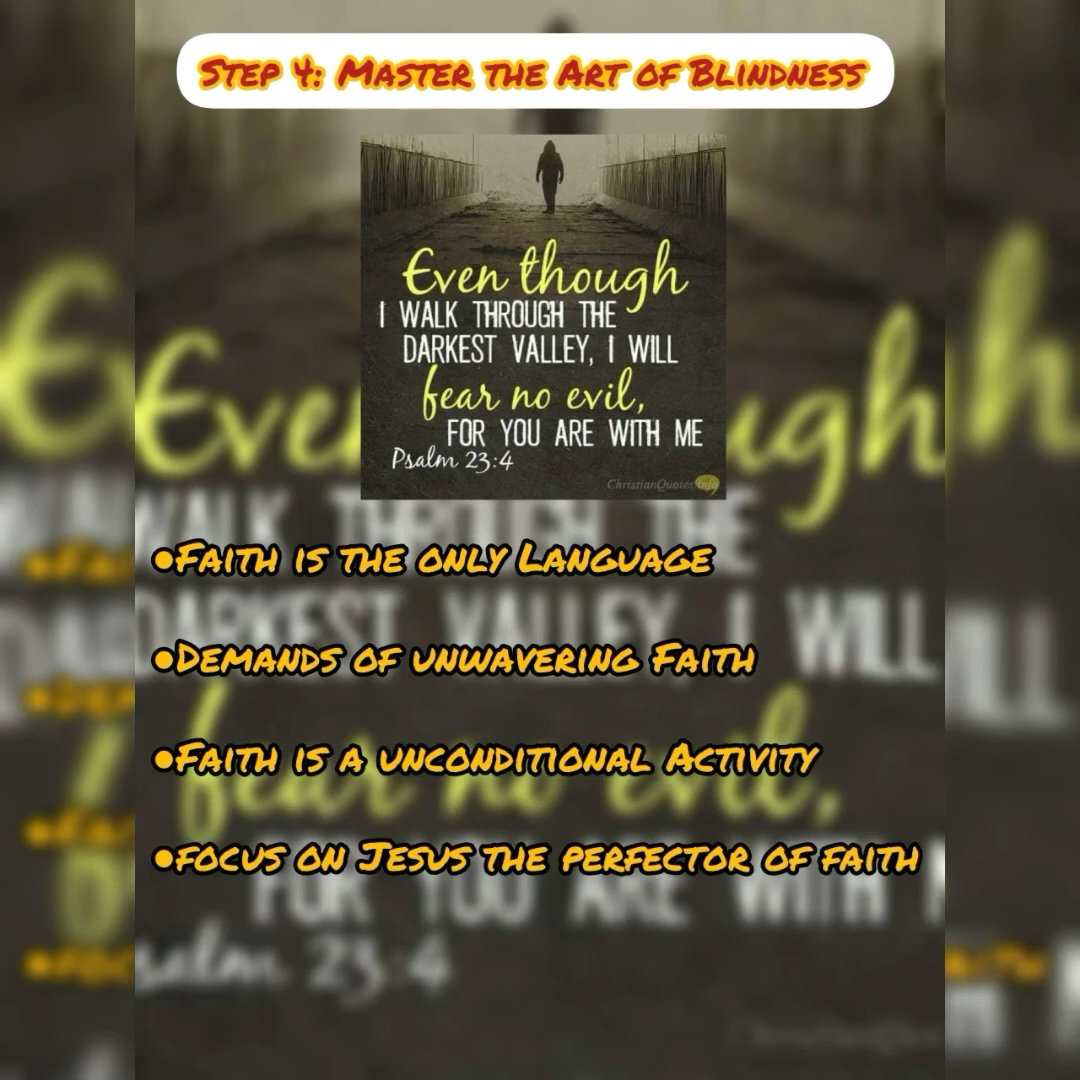 Step 4: Master the Art of Blindness
Even though
I WALK THROUGH THE
DARKEST VALLEY, I WILL
fear no evil,
FOR YOU ARE WITH ME
Psalm 23:4
ChristianQuotes.info
•Faith is the only Language
•Demands of unwavering Faith
•Faith is a unconditional Activity
•focus on Jesus the perfector of faith